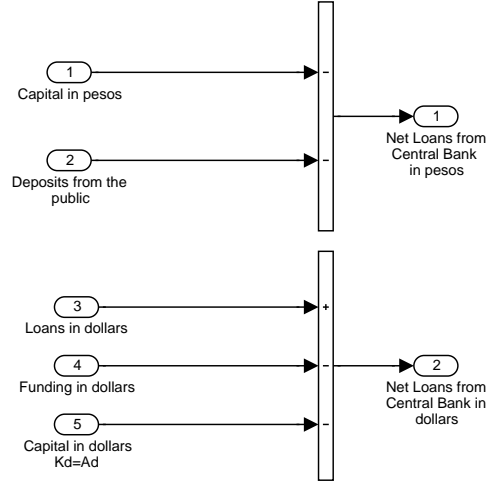 1
Capital in pesos
−
1
Net Loans from
Central Bank
in pesos
2
Deposits from the
public
−
3
Loans in dollars
+
4
Funding in dollars
−
2
Net Loans from
Central Bank in
dollars
5
Capital in dollars
Kd=Ad
−